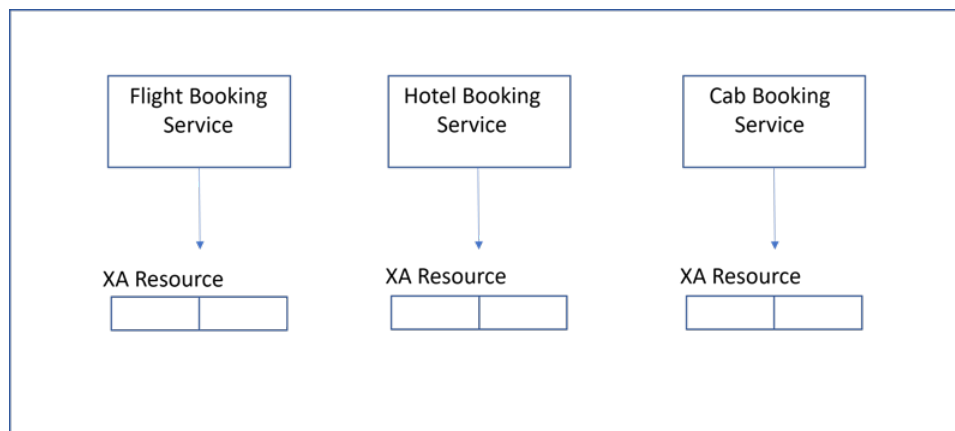 Flight Booking
Service
Hotel Booking
Service
Cab Booking
Service
XA Resource
XA Resource
XA Resource